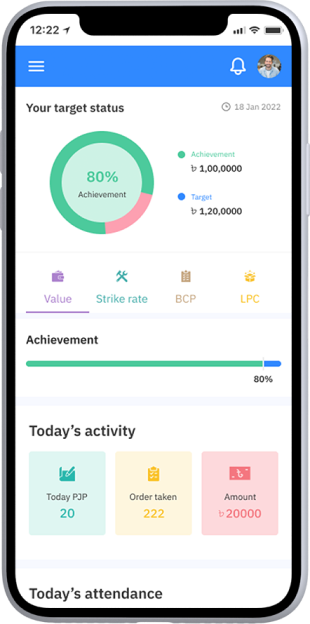 12:22
Your target status
18 Jan 2022
80%
Achievement
Achievement
৳ 1,00,0000
Target
৳ 1,20,0000
Value
Strike rate
BCP
LPC
Achievement
80%
Today's activity
Today PJP
20
Order taken
222
Amount
৳ 20000
Today's attendance